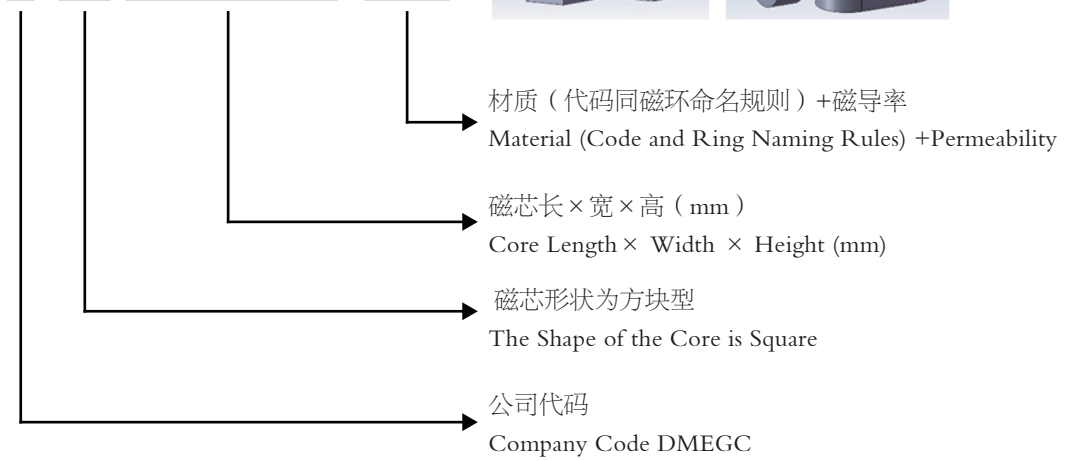 材质（代码同磁环命名规则）+磁导率
Material (Code and Ring Naming Rules) +Permeability
磁芯长×宽×高（mm）
Core Length× Width × Height (mm)
磁芯形状为方块型
The Shape of the Core is Square
公司代码
Company Code DMEGC